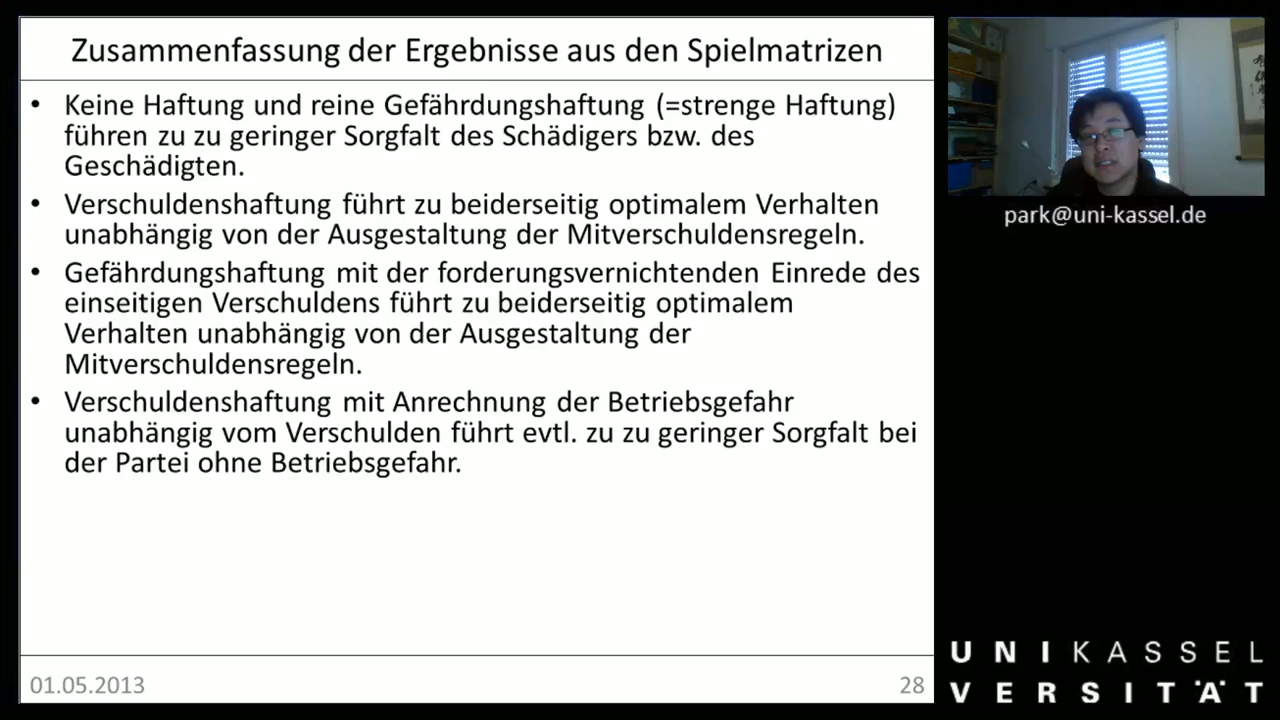 Zusammenfassung der Ergebnisse aus den Spielmatrizen
• Keine Haftung und reine Gefährdungshaftung (=strenge Haftung)
führen zu zu geringer Sorgfalt des Schädigers bzw. des
Geschädigten.
• Verschuldenshaftung führt zu beiderseitig optimalem Verhalten
unabhängig von der Ausgestaltung der Mitverschuldensregeln.
• Gefährdungshaftung mit der forderungsvernichtenden Einrede des
einseitigen Verschuldens führt zu beiderseitig optimalem
Verhalten unabhängig von der Ausgestaltung der
Mitverschuldensregeln.
• Verschuldenshaftung mit Anrechnung der Betriebsgefahr
unabhängig vom Verschulden führt evtl. zu zu geringer Sorgfalt bei
der Partei ohne Betriebsgefahr.
01.05.2013
28
park@uni-kassel.de
UNIKASSEL
VERSITÄT